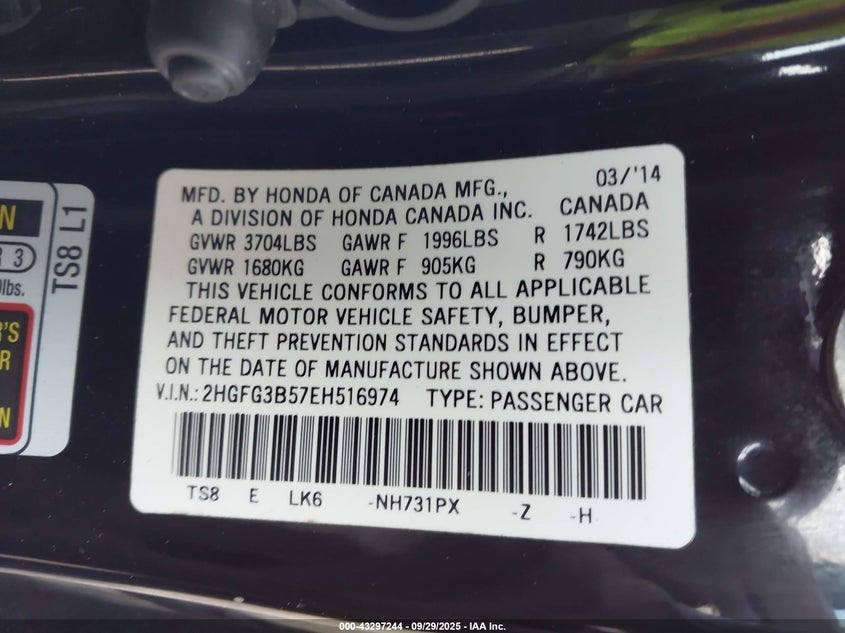 MFD. BY HONDA OF CANADA MFG., 03/'14
A DIVISION OF HONDA CANADA INC. CANADA
GVWR 3704LBS GAWR F 1996LBS R 1742LBS
GVWR 1680KG GAWR F 905KG R 790KG
THIS VEHICLE CONFORMS TO ALL APPLICABLE
FEDERAL MOTOR VEHICLE SAFETY, BUMPER,
AND THEFT PREVENTION STANDARDS IN EFFECT
ON THE DATE OF MANUFACTURE SHOWN ABOVE.
V.I.N.: 2HGFG3B57EH516974 TYPE: PASSENGER CAR
TS8 E LK6 -NH731PX -Z -H
TS8 L1
N
R 3
lbs.
R'S
R
N
000-43297244 - 09/29/2025 - IAA Inc.